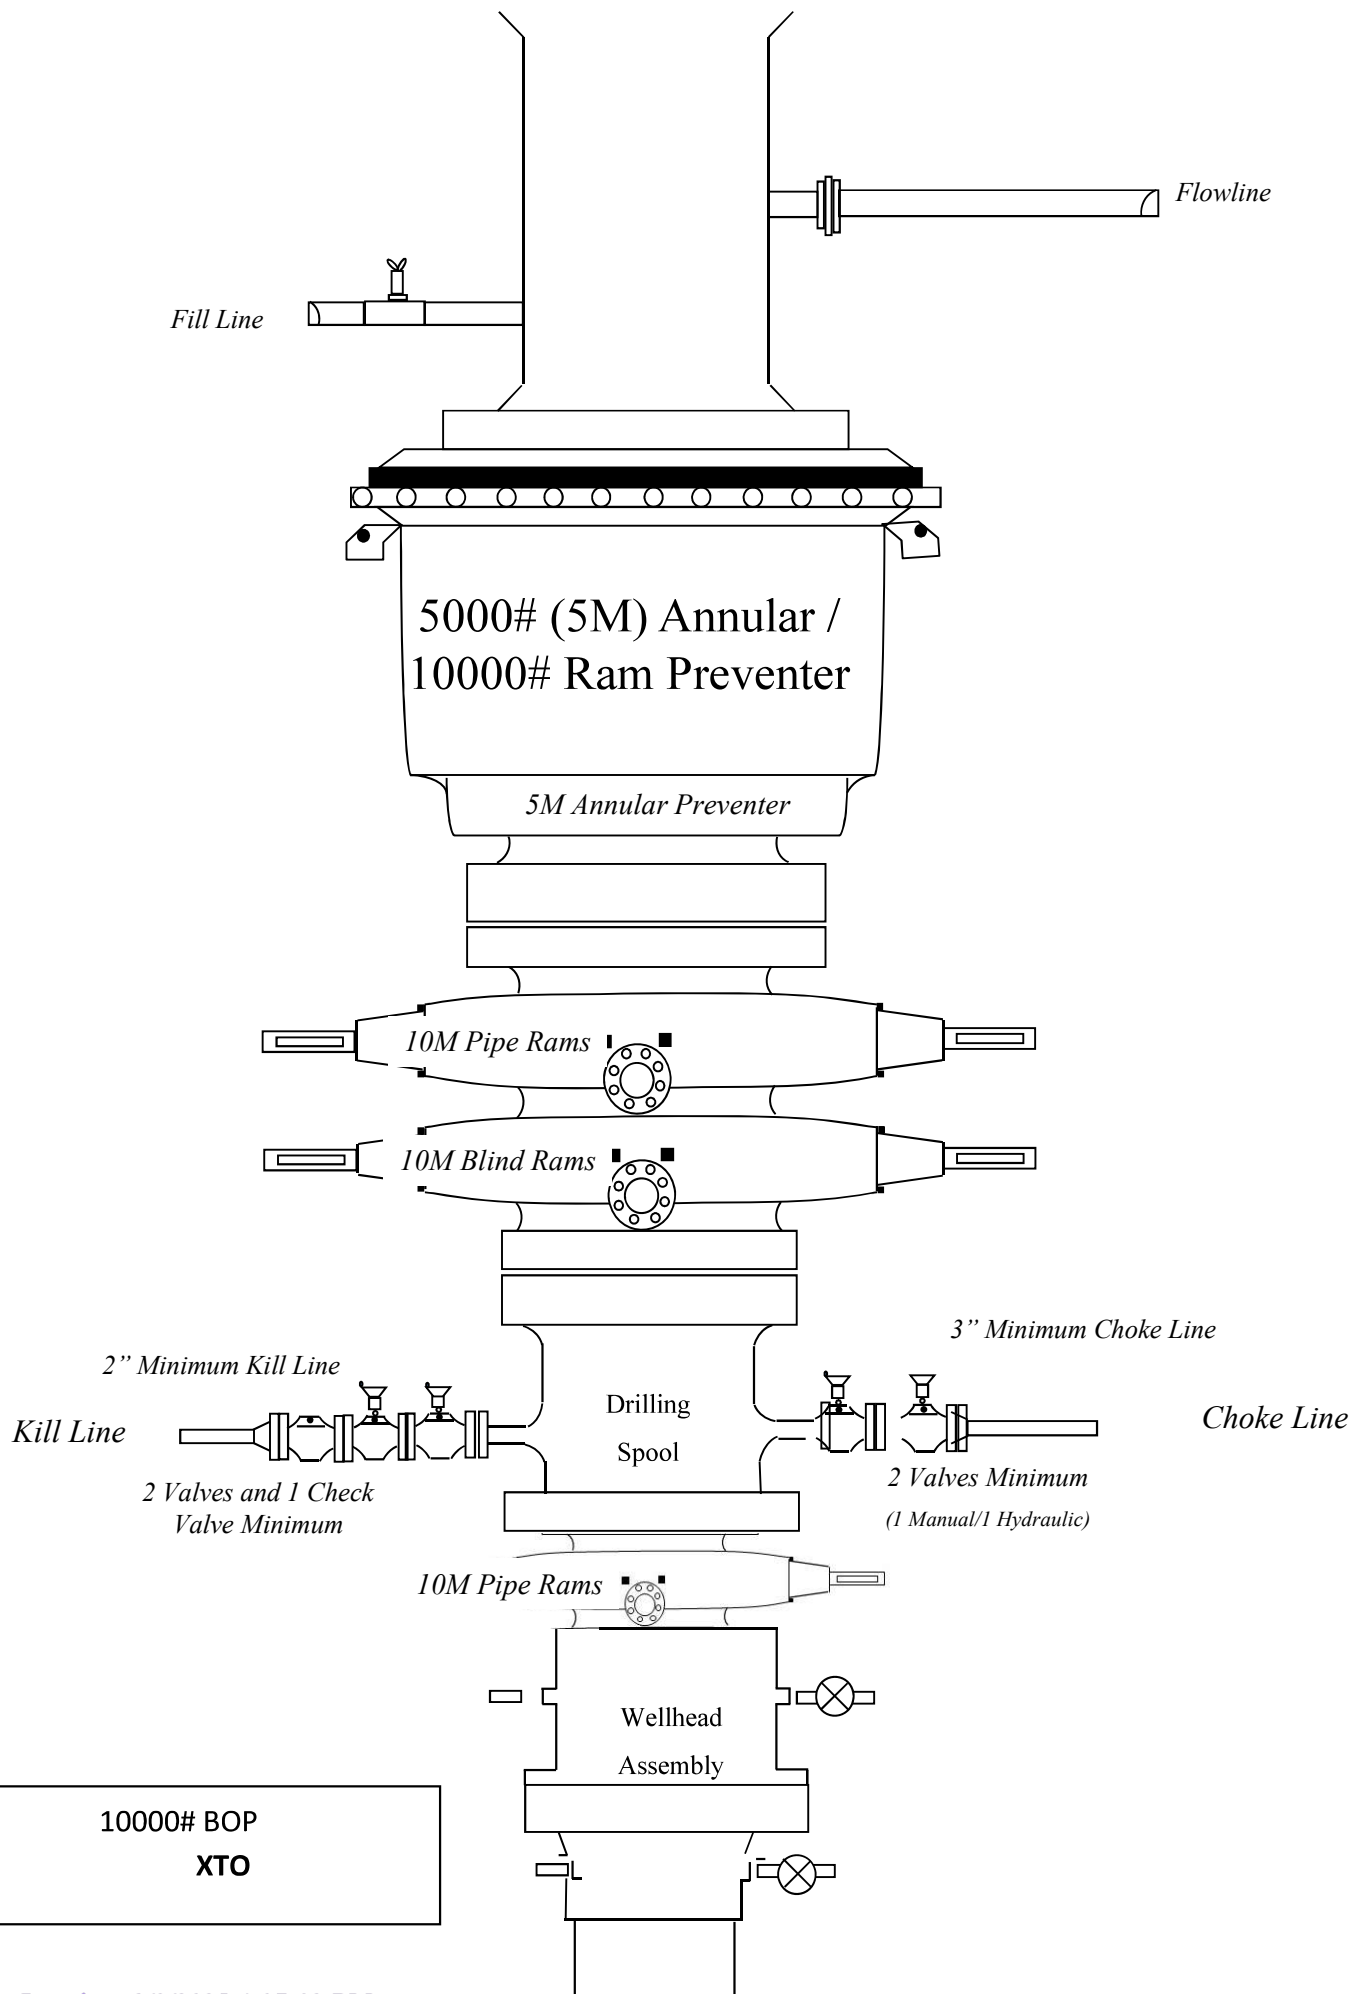 Flowline
Fill Line
5000# (5M) Annular /
10000# Ram Preventer
5M Annular Preventer
10M Pipe Rams
10M Blind Rams
3” Minimum Choke Line
2” Minimum Kill Line
Drilling
Spool
Kill Line
Choke Line
2 Valves and 1 Check
Valve Minimum
2 Valves Minimum
(1 Manual/1 Hydraulic)
10M Pipe Rams
Wellhead
Assembly
10000# BOP
XTO